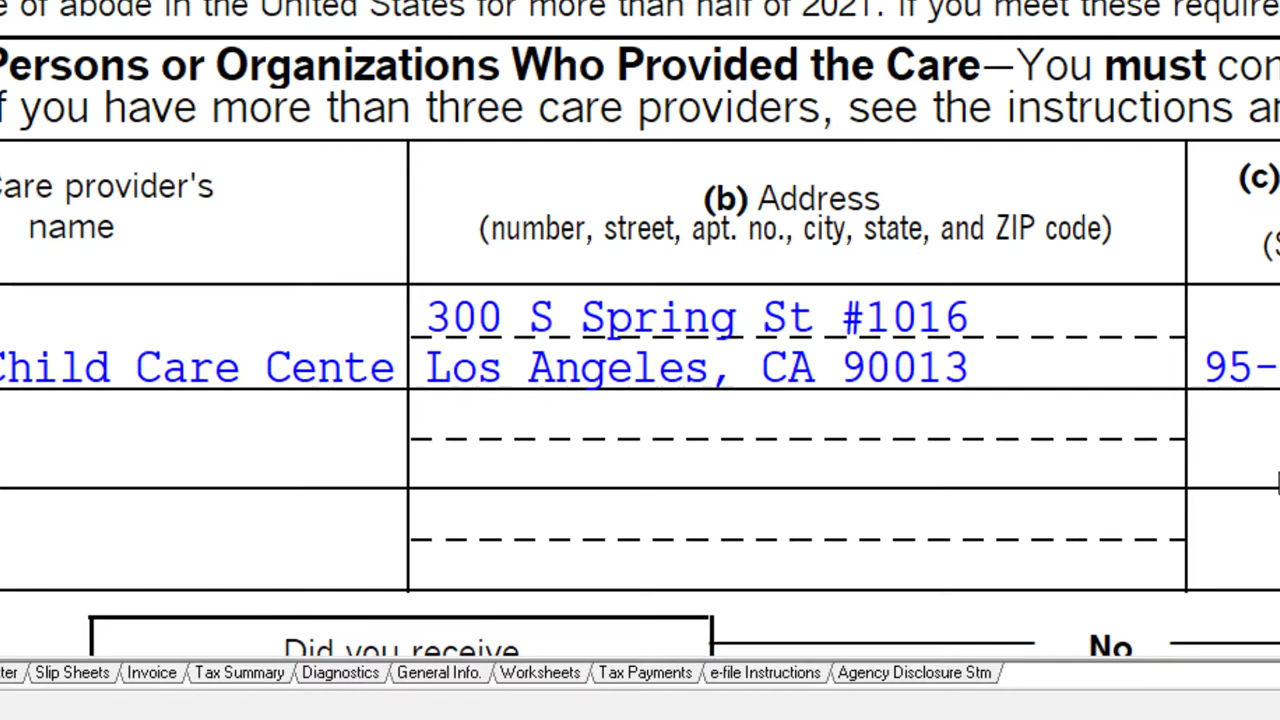 e of abode in the United States for more than half of 2021. If you meet these require
Persons or Organizations Who Provided the Care—You must con
If you have more than three care providers, see the instructions an
Care provider's
name
(b) Address
(number, street, apt. no., city, state, and ZIP code)
(c)
(S
300 S Spring St #1016
Child Care Cente
Los Angeles, CA 90013
95-
Did you receive
No
ter
Slip Sheets
Invoice
Tax Summary
Diagnostics
General Info.
Worksheets
Tax Payments
e-file Instructions
Agency Disclosure Stm